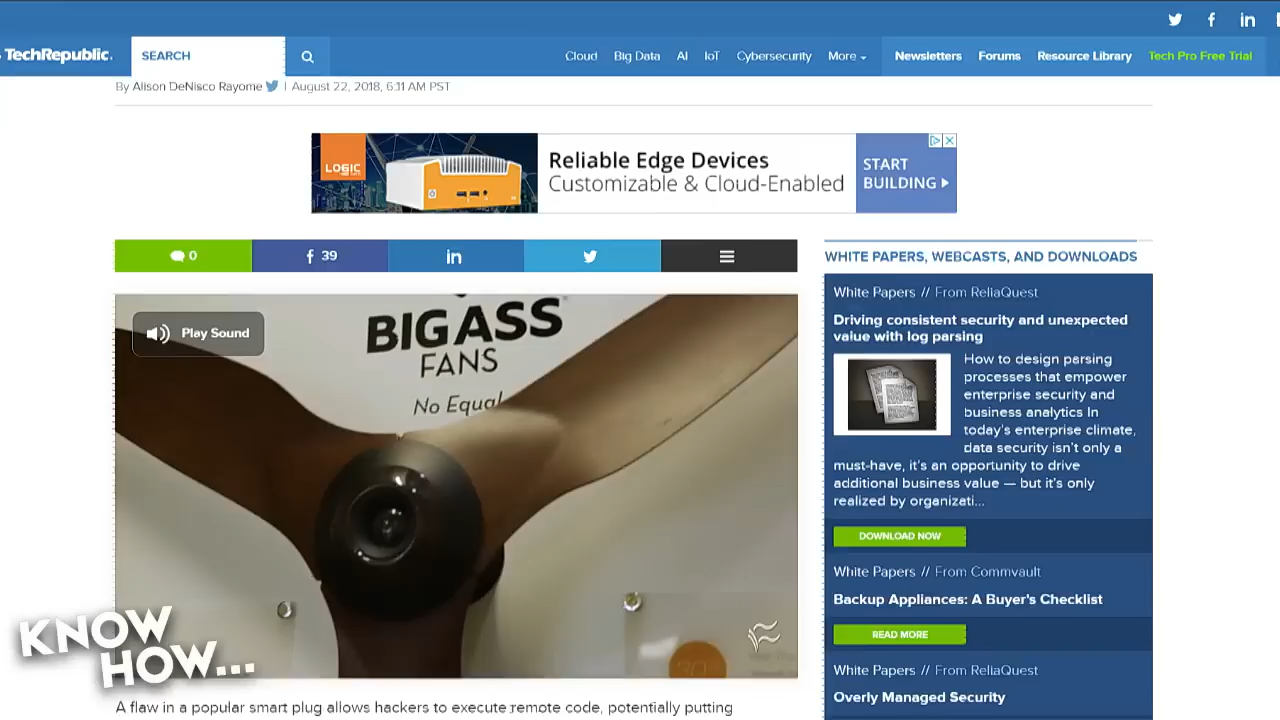 TechRepublic.
SEARCH
Cloud
Big Data
AI
IoT
Cybersecurity
More
Newsletters
Forums
Resource Library
Tech Pro Free Trial
By Alison DeNisco Rayome | August 22, 2018, 6:11 AM PST
LOGIC
Reliable Edge Devices
Customizable & Cloud-Enabled
START
BUILDING
0
39
Play Sound
BIG ASS
FANS
No Equal
WHITE PAPERS, WEBCASTS, AND DOWNLOADS
White Papers // From ReliaQuest
Driving consistent security and unexpected
value with log parsing
How to design parsing
processes that empower
enterprise security and
business analytics In
today's enterprise climate,
data security isn't only a
must-have, it's an opportunity to drive
additional business value — but it's only
realized by organizati...
DOWNLOAD NOW
White Papers // From Commvault
Backup Appliances: A Buyer's Checklist
READ MORE
White Papers // From ReliaQuest
Overly Managed Security
KNOW
HOW...
A flaw in a popular smart plug allows hackers to execute remote code, potentially putting